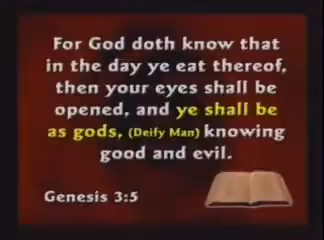 For God doth know that
in the day ye eat thereof,
then your eyes shall be
opened, and ye shall be
as gods, (Deify Man) knowing
good and evil.
Genesis 3:5